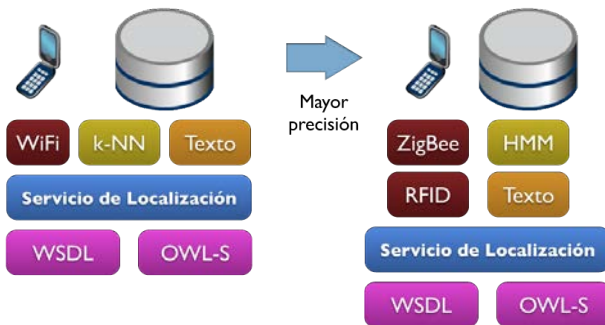 WiFi
k-NN
Texto
Servicio de Localización
WSDL
OWL-S
Mayor
precisión
ZigBee
HMM
RFID
Texto
Servicio de Localización
WSDL
OWL-S